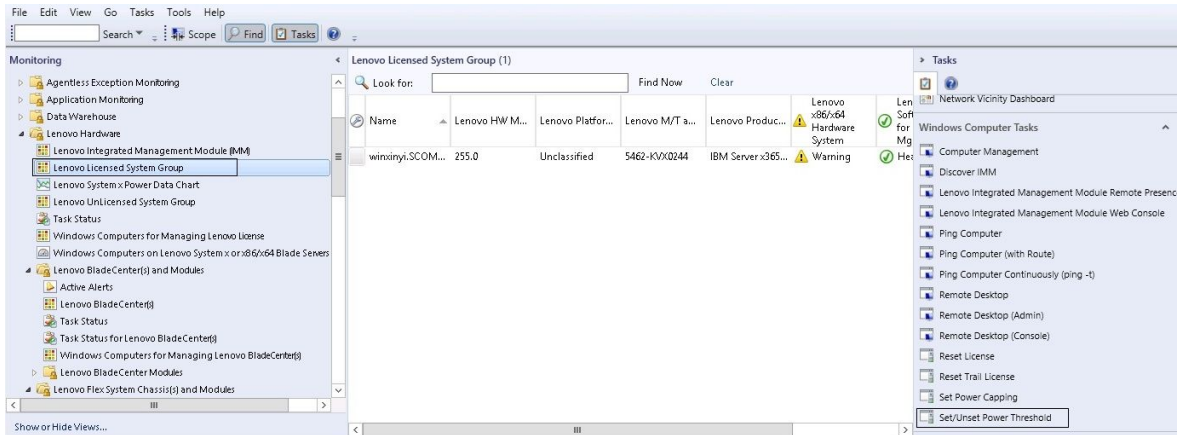 File Edit View Go Tasks Tools Help
Search Scope Find Tasks
Monitoring
Agentless Exception Monitoring
Application Monitoring
Data Warehouse
Lenovo Hardware
Lenovo Integrated Management Module (IMM)
Lenovo Licensed System Group
Lenovo System x Power Data Chart
Lenovo UnLicensed System Group
Task Status
Windows Computers for Managing Lenovo License
Windows Computers on Lenovo System x or x86/x64 Blade Servers
Lenovo BladeCenter(s) and Modules
Active Alerts
Lenovo BladeCenter(s)
Task Status
Task Status for Lenovo BladeCenter(s)
Windows Computers for Managing Lenovo BladeCenter(s)
Lenovo BladeCenter Modules
Lenovo Flex System Chassis(s) and Modules
Show or Hide Views...
Lenovo Licensed System Group (1)
Look for: Find Now Clear
Name Lenovo HW M... Lenovo Platfor... Lenovo M/T a... Lenovo Produc...
Lenovo
x86/x64
Hardware
System
Len
Soft
for
Mg
winxinyi.SCOM... 255.0 Unclassified 5462-KVX0244 IBM Server x365... Warning Hea
Tasks
Network Vicinity Dashboard
Windows Computer Tasks
Computer Management
Discover IMM
Lenovo Integrated Management Module Remote Presenc
Lenovo Integrated Management Module Web Console
Ping Computer
Ping Computer (with Route)
Ping Computer Continuously (ping -t)
Remote Desktop
Remote Desktop (Admin)
Remote Desktop (Console)
Reset License
Reset Trail License
Set Power Capping
Set/Unset Power Threshold